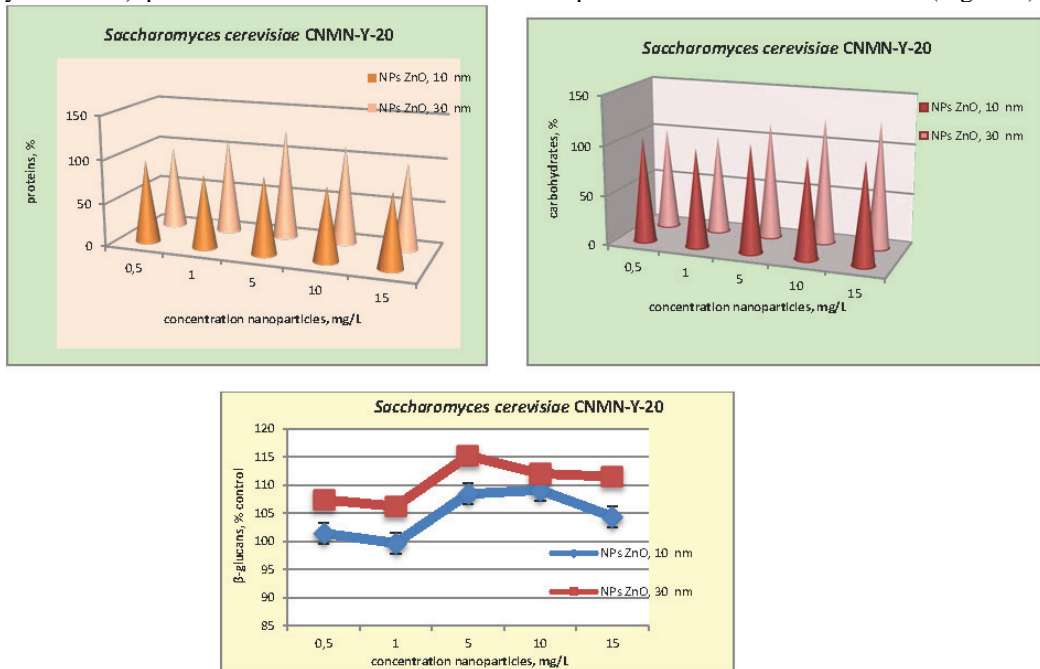 Saccharomyces cerevisiae CNMN-Y-20
NPs ZnO, 10 nm
NPs ZnO, 30 nm
proteins, %
150
100
50
0
0,5
1
5
10
15
concentration nanoparticles, mg/L
Saccharomyces cerevisiae CNMN-Y-20
NPs ZnO, 10 nm
NPs ZnO, 30 nm
carbohydrates, %
150
100
50
0
0,5
1
5
10
15
concentration nanoparticles, mg/L
Saccharomyces cerevisiae CNMN-Y-20
β-glucans, % control
120
115
110
105
100
95
90
85
NPs ZnO, 10 nm
NPs ZnO, 30 nm
0,5
1
5
10
15
concentration nanoparticles, mg/L